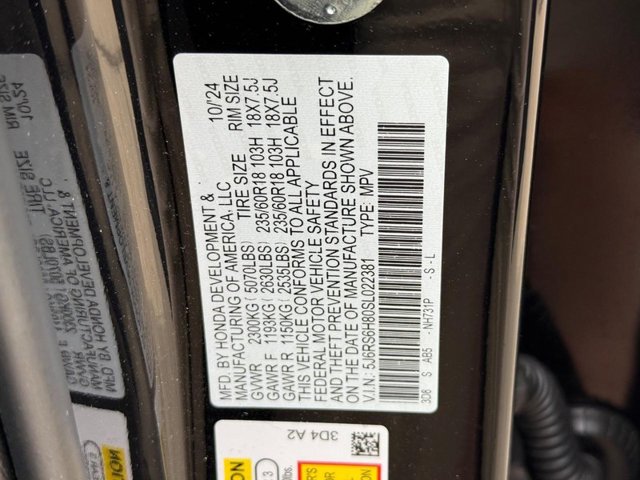 MFD. BY HONDA DEVELOPMENT & 10/'24
MANUFACTURING OF AMERICA, LLC
TIRE SIZE RIM SIZE
GVWR 2300KG ( 5070LBS)
GAWR F 1193KG ( 2630LBS) 235/60R18 103H 18X7.5J
GAWR R 1150KG ( 2535LBS) 235/60R18 103H 18X7.5J
THIS VEHICLE CONFORMS TO ALL APPLICABLE
FEDERAL MOTOR VEHICLE SAFETY
AND THEFT PREVENTION STANDARDS IN EFFECT
ON THE DATE OF MANUFACTURE SHOWN ABOVE.
V.I.N.: 5J6RS6H80SL022381 TYPE: MPV
3D8 S AB5 -NH731P -S-L
3D4 A2